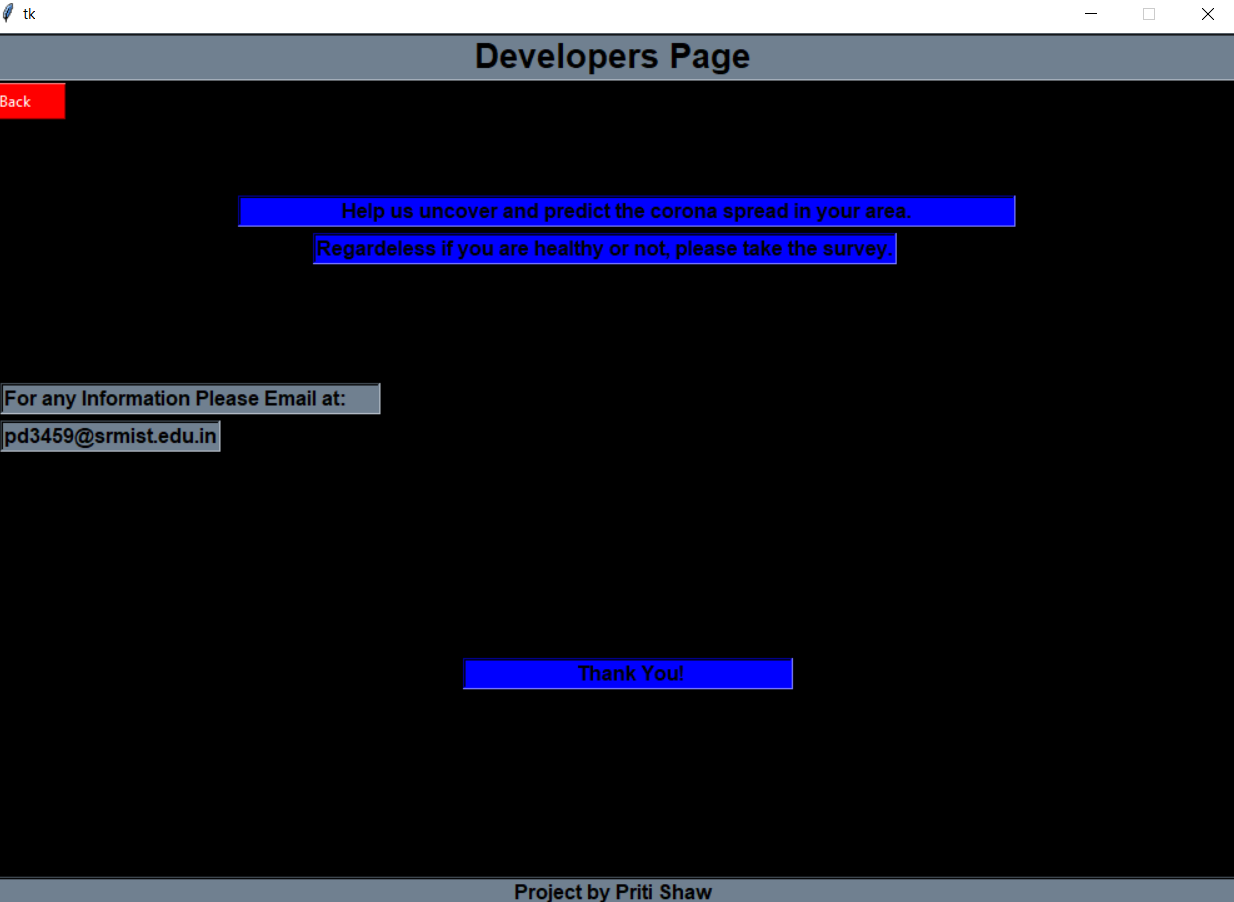 tk
Developers Page
Back
Help us uncover and predict the corona spread in your area.
Regardeless if you are healthy or not, please take the survey.
For any Information Please Email at:
pd3459@srmist.edu.in
Thank You!
Project by Priti Shaw